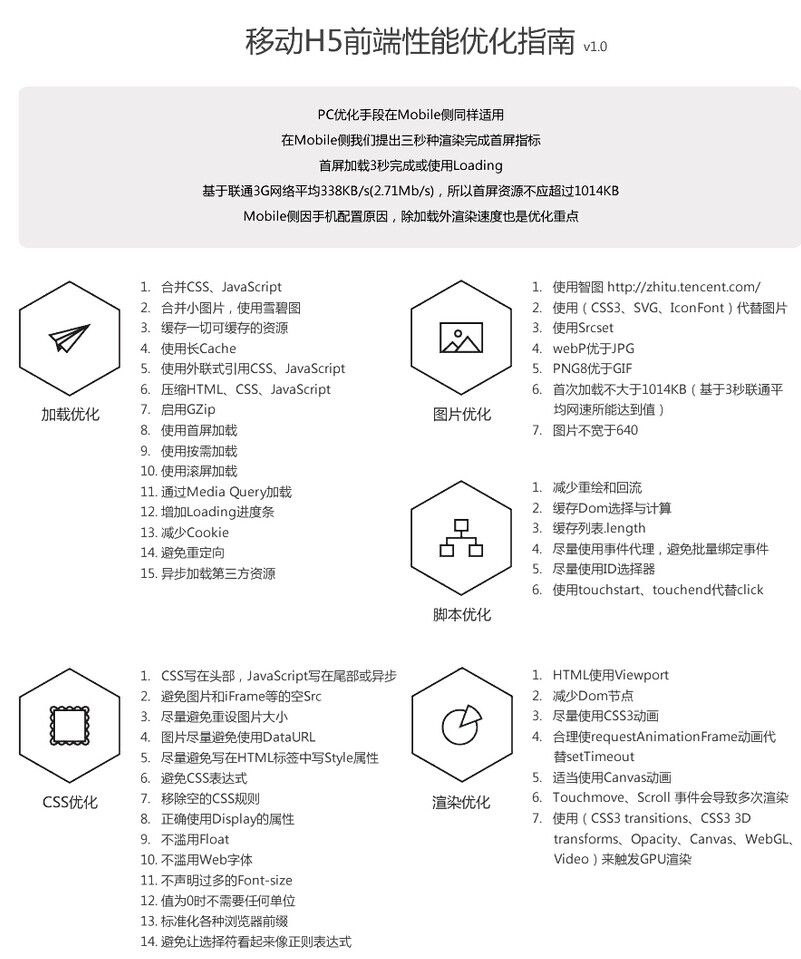 移动H5前端性能优化指南 v1.0
PC优化手段在Mobile侧同样适用
在Mobile侧我们提出三秒种渲染完成首屏指标
首屏加载3秒完成或使用Loading
基于联通3G网络平均338KB/s(2.71Mb/s)，所以首屏资源不应超过1014KB
Mobile侧因手机配置原因，除加载外渲染速度也是优化重点
加载优化
1. 合并CSS、JavaScript
2. 合并小图片，使用雪碧图
3. 缓存一切可缓存的资源
4. 使用长Cache
5. 使用外联式引用CSS、JavaScript
6. 压缩HTML、CSS、JavaScript
7. 启用GZip
8. 使用首屏加载
9. 使用按需加载
10. 使用滚屏加载
11. 通过Media Query加载
12. 增加Loading进度条
13. 减少Cookie
14. 避免重定向
15. 异步加载第三方资源
图片优化
1. 使用智图 http://zhitu.tencent.com/
2. 使用（CSS3、SVG、IconFont）代替图片
3. 使用Srcset
4. webP优于JPG
5. PNG8优于GIF
6. 首次加载不大于1014KB（基于3秒联通平
均网速所能达到值）
7. 图片不宽于640
脚本优化
1. 减少重绘和回流
2. 缓存Dom选择与计算
3. 缓存列表.length
4. 尽量使用事件代理，避免批量绑定事件
5. 尽量使用ID选择器
6. 使用touchstart、touchend代替click
CSS优化
1. CSS写在头部，JavaScript写在尾部或异步
2. 避免图片和iFrame等的空Src
3. 尽量避免重设图片大小
4. 图片尽量避免使用DataURL
5. 尽量避免写在HTML标签中写Style属性
6. 避免CSS表达式
7. 移除空的CSS规则
8. 正确使用Display的属性
9. 不滥用Float
10. 不滥用Web字体
11. 不声明过多的Font-size
12. 值为0时不需要任何单位
13. 标准化各种浏览器前缀
14. 避免让选择符看起来像正则表达式
渲染优化
1. HTML使用Viewport
2. 减少Dom节点
3. 尽量使用CSS3动画
4. 合理使requestAnimationFrame动画代
替setTimeout
5. 适当使用Canvas动画
6. Touchmove、Scroll 事件会导致多次渲染
7. 使用（CSS3 transitions、CSS3 3D
transforms、Opacity、Canvas、WebGL、
Video）来触发GPU渲染